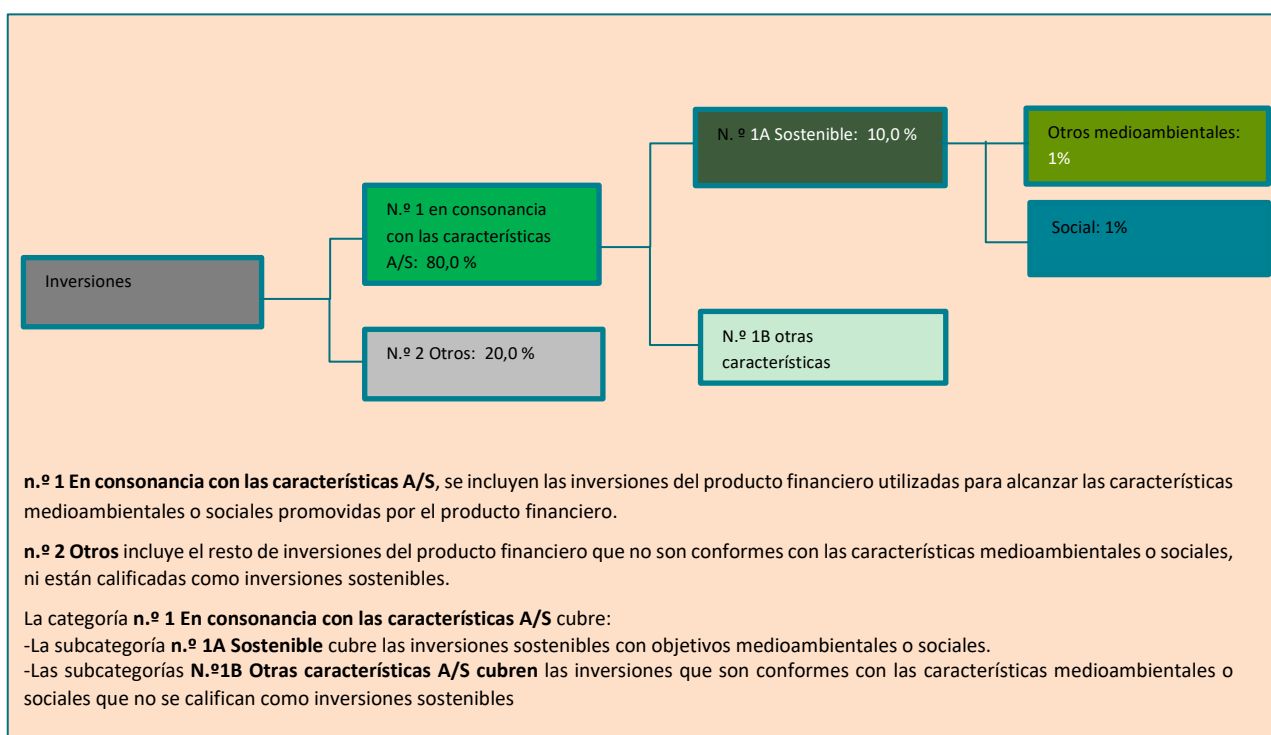 N. º 1A Sostenible: 10,0 %
Otros medioambientales:
1%
N.º 1 en consonancia
con las características
A/S: 80,0 %
Social: 1%
Inversiones
N.º 2 Otros: 20,0 %
N.º 1B otras
características
n.º 1 En consonancia con las características A/S, se incluyen las inversiones del producto financiero utilizadas para alcanzar las características
medioambientales o sociales promovidas por el producto financiero.
n.º 2 Otros incluye el resto de inversiones del producto financiero que no son conformes con las características medioambientales o sociales,
ni están calificadas como inversiones sostenibles.
La categoría n.º 1 En consonancia con las características A/S cubre:
-La subcategoría n.º 1A Sostenible cubre las inversiones sostenibles con objetivos medioambientales o sociales.
-Las subcategorías N.º1B Otras características A/S cubren las inversiones que son conformes con las características medioambientales o
sociales que no se califican como inversiones sostenibles